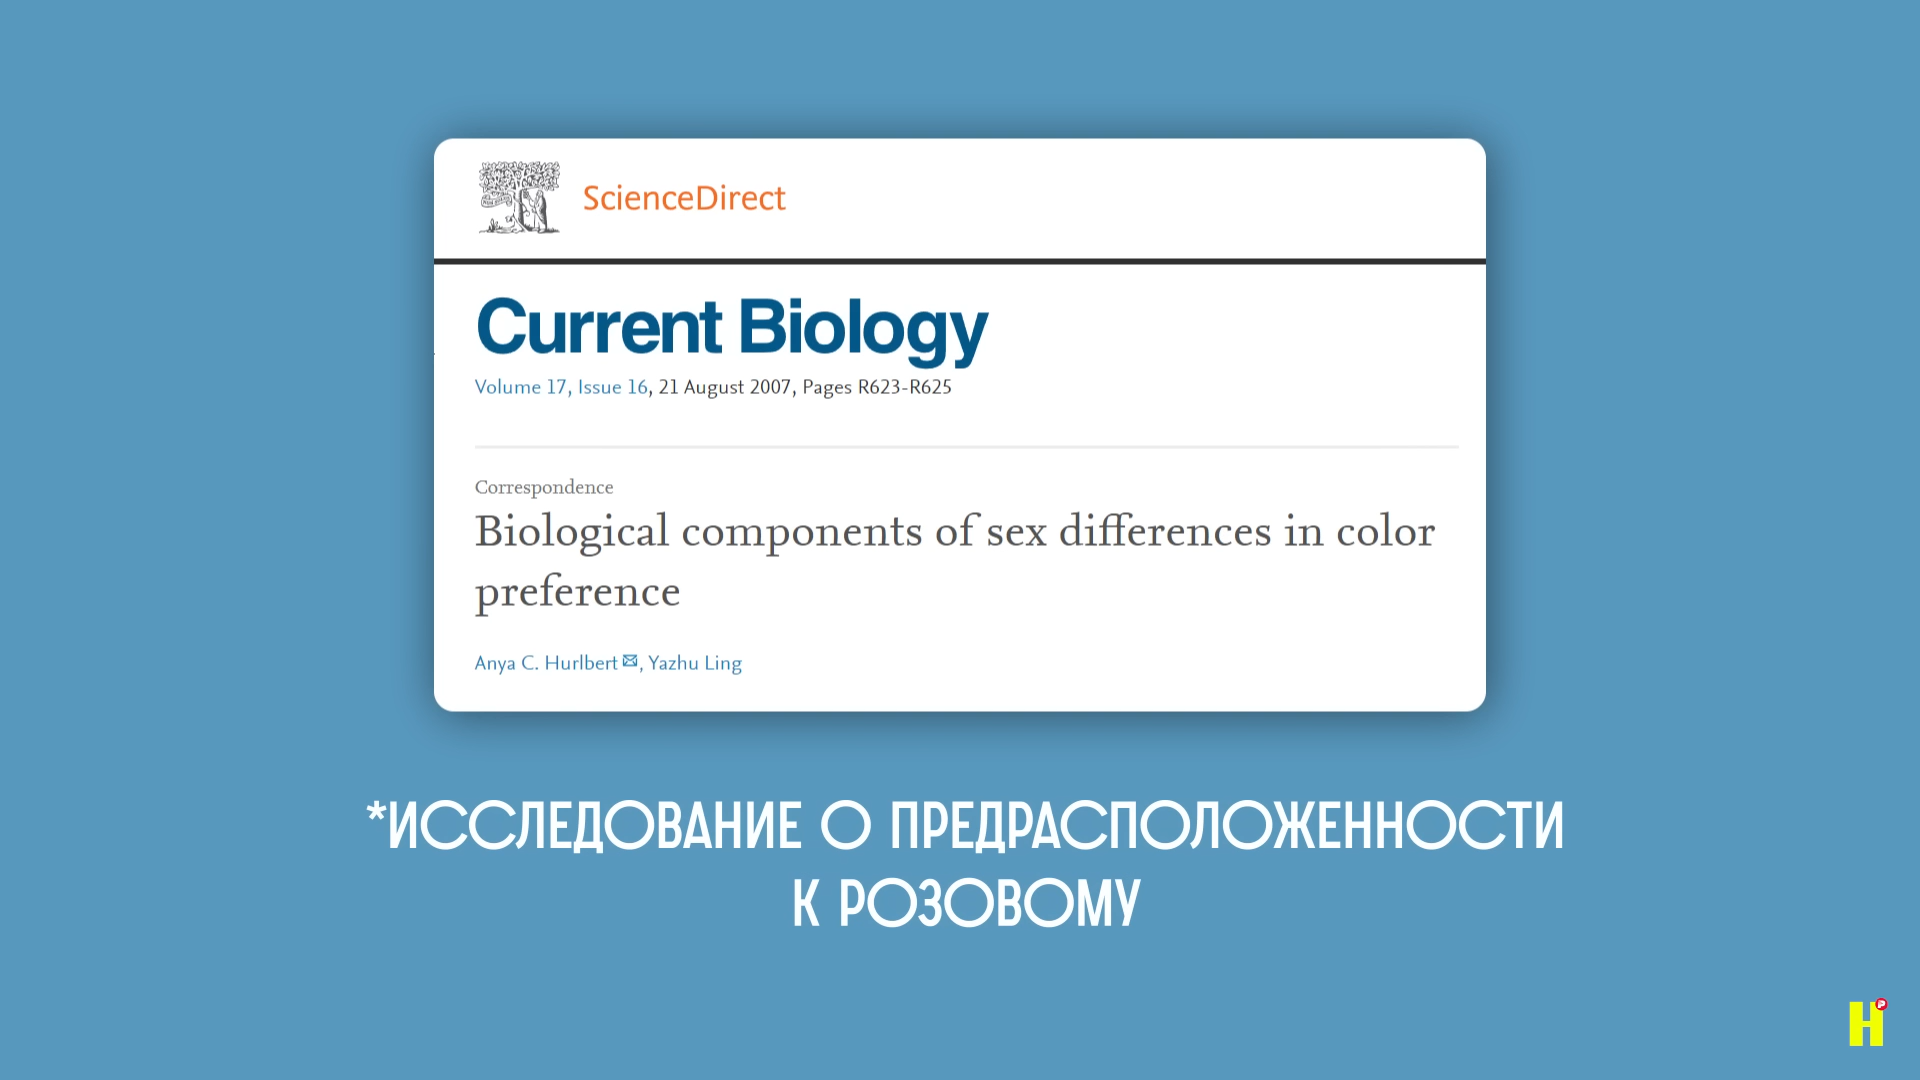 ScienceDirect
Current Biology
Volume 17, Issue 16, 21 August 2007, Pages R623-R625
Correspondence
Biological components of sex differences in color
preference
Anya C. Hurlbert, Yazhu Ling
*ИССЛЕДОВАНИЕ О ПРЕДРАСПОЛОЖЕННОСТИ
К РОЗОВОМУ
Н